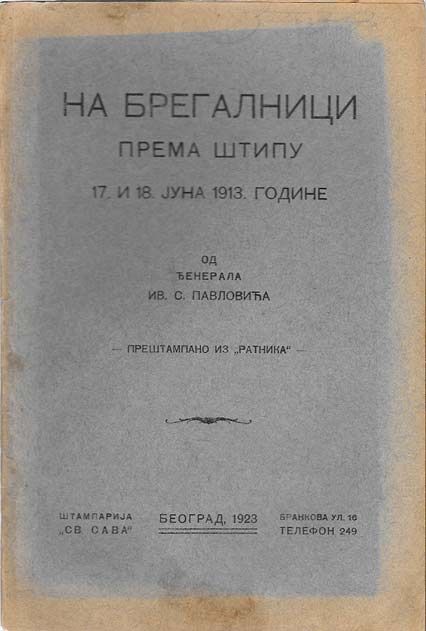 НА БРЕГАЛНИЦИ
ПРЕМА ШТИПУ
17. И 18. ЈУНА 1913. ГОДИНЕ
ОД
ЂЕНЕРАЛА
ИВ. С. ПАВЛОВИЋА
— ПРЕШТАМПАНО ИЗ „РАТНИКА“ —
ШТАМПАРИЈА
„СВ. САВА“
БЕОГРАД, 1923
БРАНКОВА УЛ. 16
ТЕЛЕФОН 249